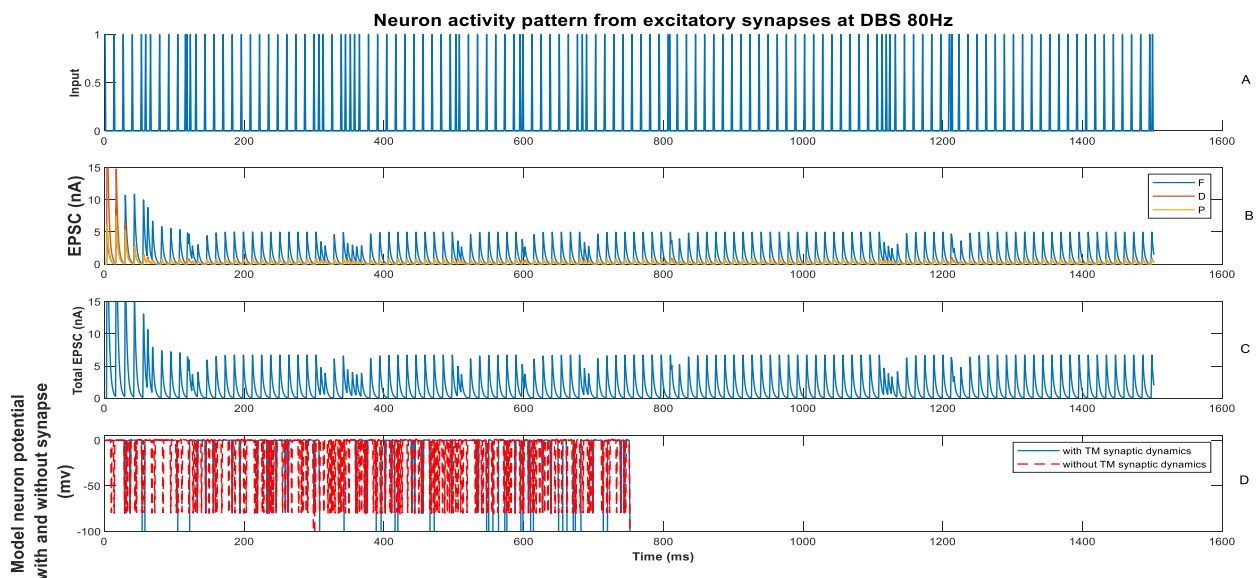 Neuron activity pattern from excitatory synapses at DBS 80Hz
1
0.5
0
Input
0 200 400 600 800 1000 1200 1400 1600
A
15
10
5
0
EPSC (nA)
F
D
P
0 200 400 600 800 1000 1200 1400 1600
B
15
10
5
0
Total EPSC (nA)
0 200 400 600 800 1000 1200 1400 1600
C
Model neuron potential
with and without synapse
(mv)
0
-50
-100
with TM synaptic dynamics
without TM synaptic dynamics
0 200 400 600 800 1000 1200 1400 1600
D
Time (ms)